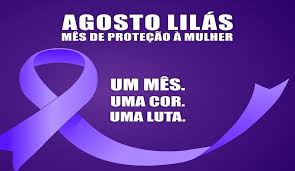 AGOSTO LILÁS
MÊS DE PROTEÇÃO À MULHER
UM MÊS.
UMA COR.
UMA LUTA.